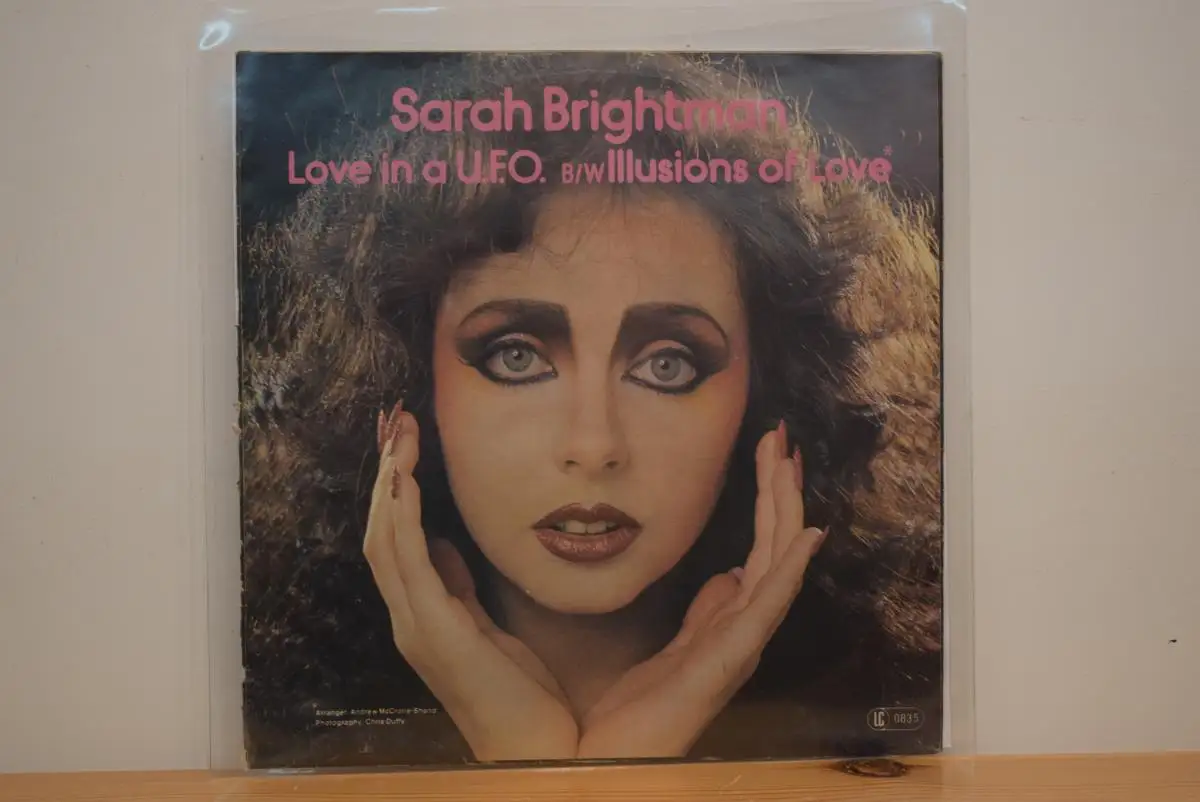 Sarah Brightman
Love in a U.F.O. B/W Illusions of Love*
Arranger: Andrew McCrorie-Shand
Photography: Chris Duffy
LC 0835